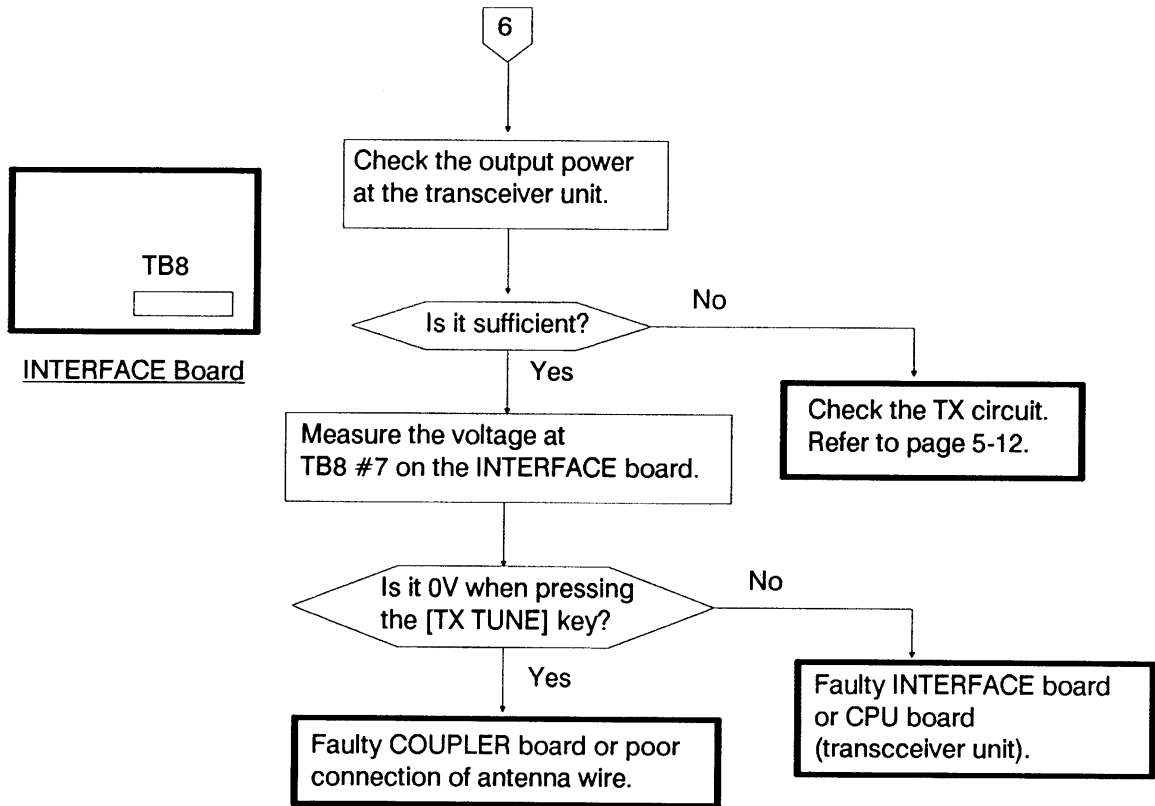 6
Check the output power
at the transceiver unit.
TB8
INTERFACE Board
Is it sufficient?
No
Yes
Check the TX circuit.
Refer to page 5-12.
Measure the voltage at
TB8 #7 on the INTERFACE board.
Is it 0V when pressing
the [TX TUNE] key?
No
Yes
Faulty INTERFACE board
or CPU board
(transcceiver unit).
Faulty COUPLER board or poor
connection of antenna wire.